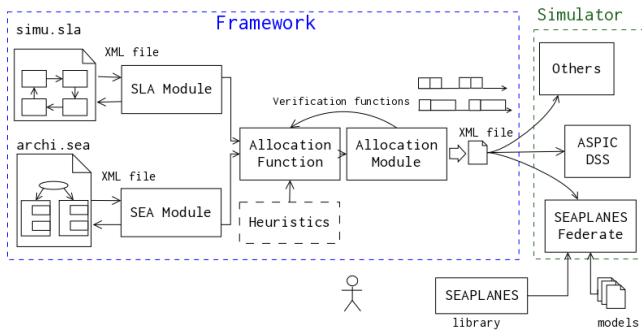 Framework
Simulator
simu.sla
XML file
SLA Module
Others
Verification functions
XML file
Allocation
Function
Allocation
Module
ASPIC
DSS
archi.sea
XML file
SEA Module
Heuristics
SEAPLANES
Federate
SEAPLANES
library
models